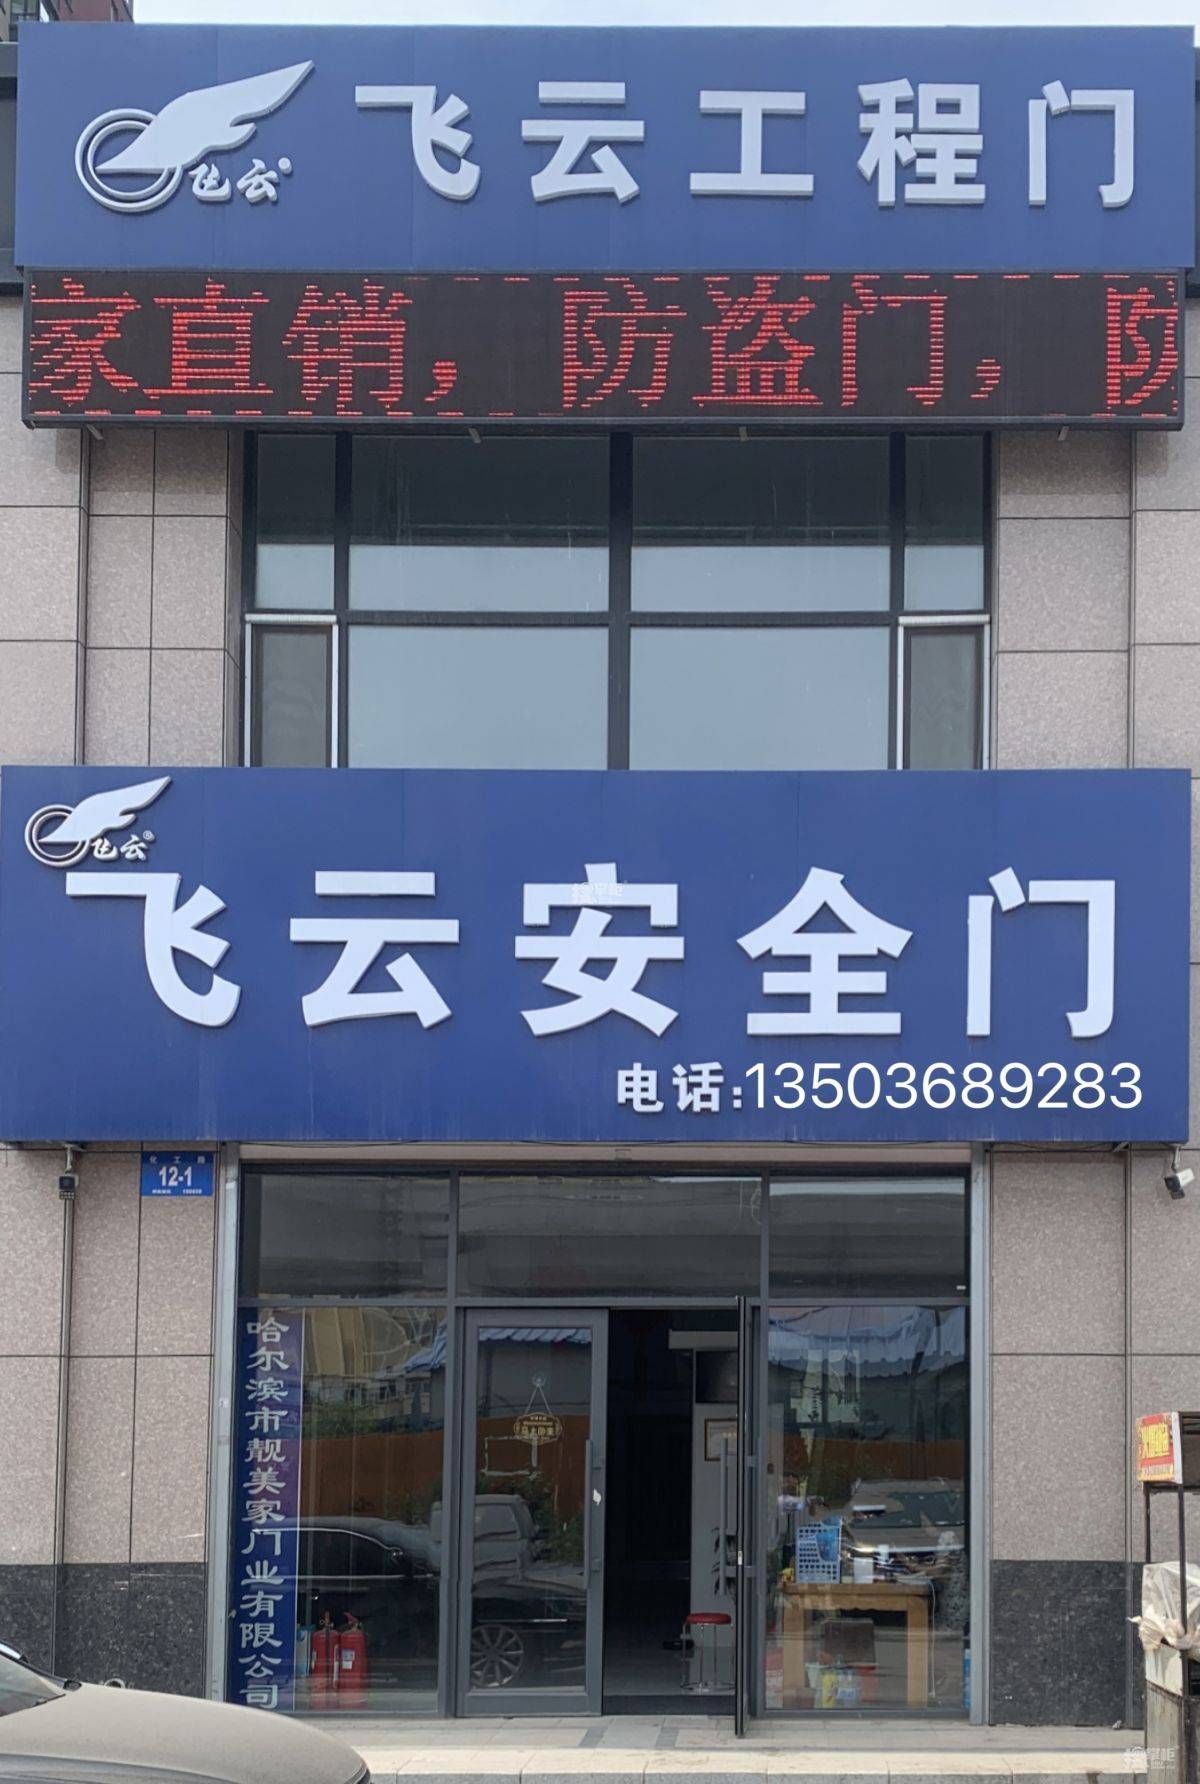 飞云
飞云工程门
家直销，防盗门，防
飞云®
飞云安全门
电话:13503689283
化工路
12-1
哈尔滨市靓美家门业有限公司